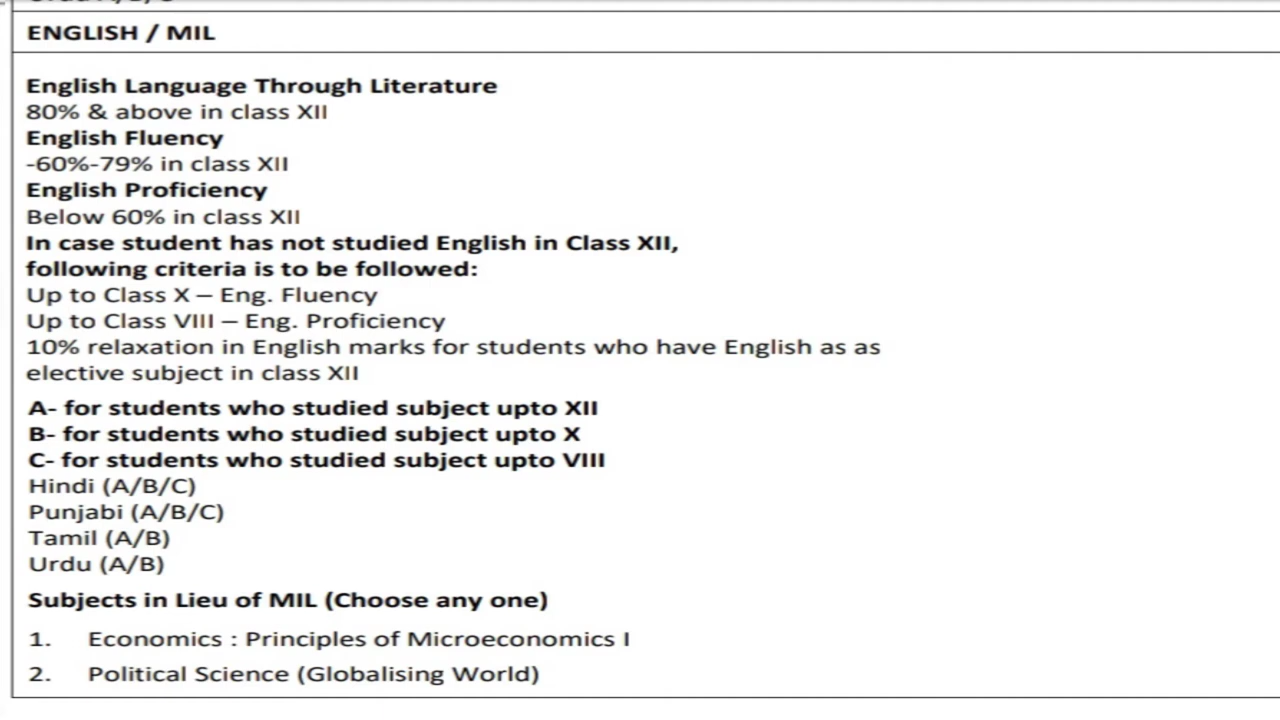 ENGLISH / MIL
English Language Through Literature
80% & above in class XII
English Fluency
-60%-79% in class XII
English Proficiency
Below 60% in class XII
In case student has not studied English in Class XII,
following criteria is to be followed:
Up to Class X – Eng. Fluency
Up to Class VIII – Eng. Proficiency
10% relaxation in English marks for students who have English as as
elective subject in class XII
A- for students who studied subject upto XII
B- for students who studied subject upto X
C- for students who studied subject upto VIII
Hindi (A/B/C)
Punjabi (A/B/C)
Tamil (A/B)
Urdu (A/B)
Subjects in Lieu of MIL (Choose any one)
1. Economics : Principles of Microeconomics I
2. Political Science (Globalising World)